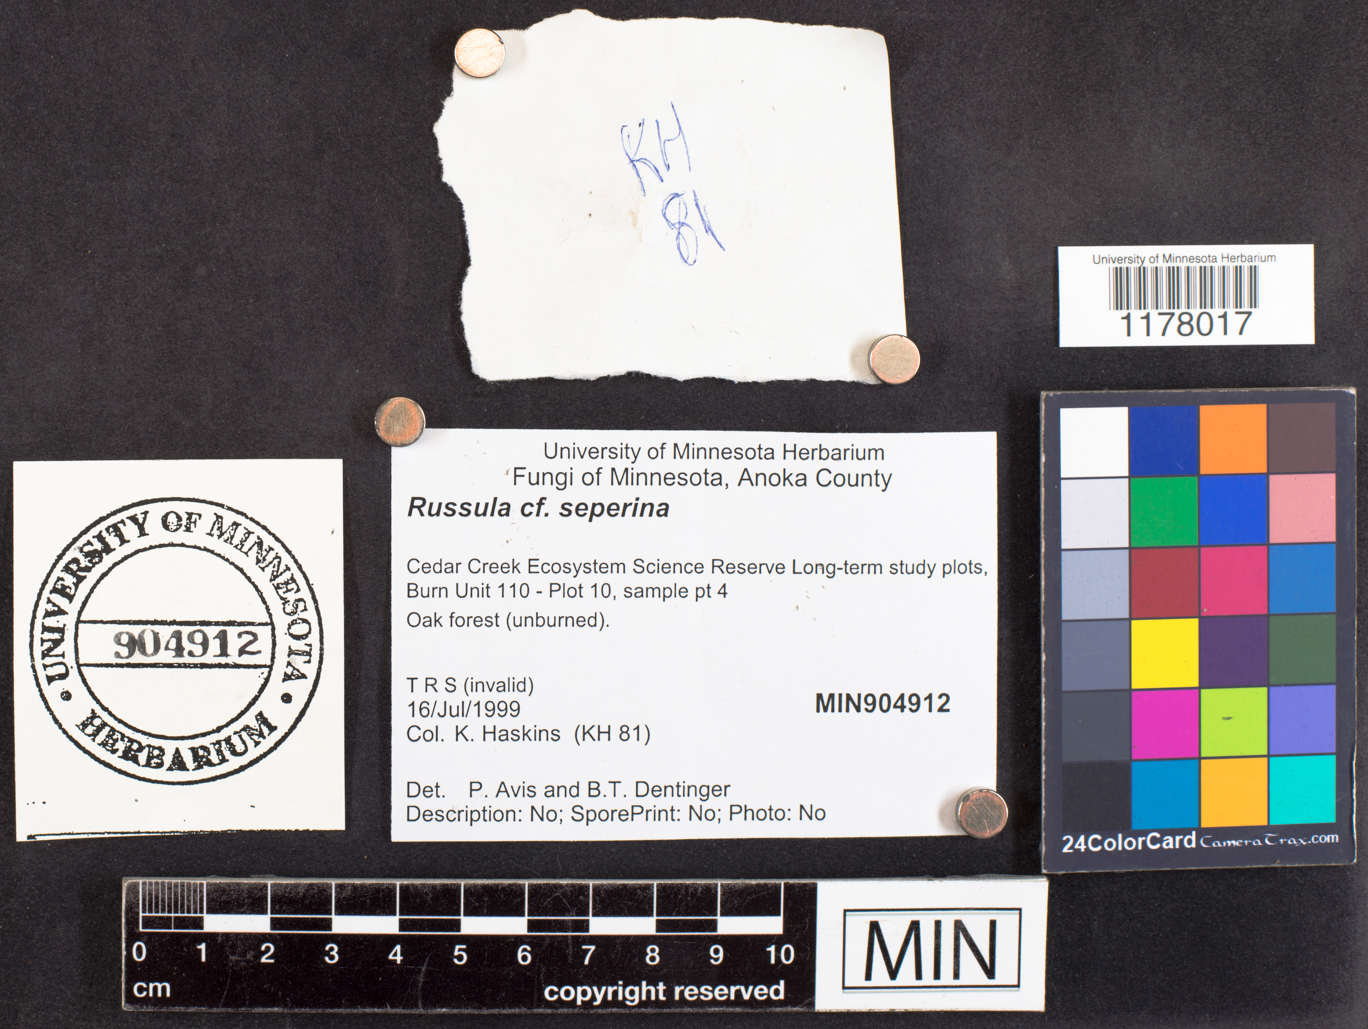 KH
81
University of Minnesota Herbarium
1178017
University of Minnesota Herbarium
Fungi of Minnesota, Anoka County
Russula cf. seperina
Cedar Creek Ecosystem Science Reserve Long-term study plots,
Burn Unit 110 - Plot 10, sample pt 4
Oak forest (unburned).
T R S (invalid)
16/Jul/1999
MIN904912
Col. K. Haskins (KH 81)
Det. P. Avis and B.T. Dentinger
Description: No; SporePrint: No; Photo: No
UNIVERSITY OF MINNESOTA
904912
HERBARIUM
24ColorCard CameraTrax.com
0 1 2 3 4 5 6 7 8 9 10
cm
copyright reserved
MIN